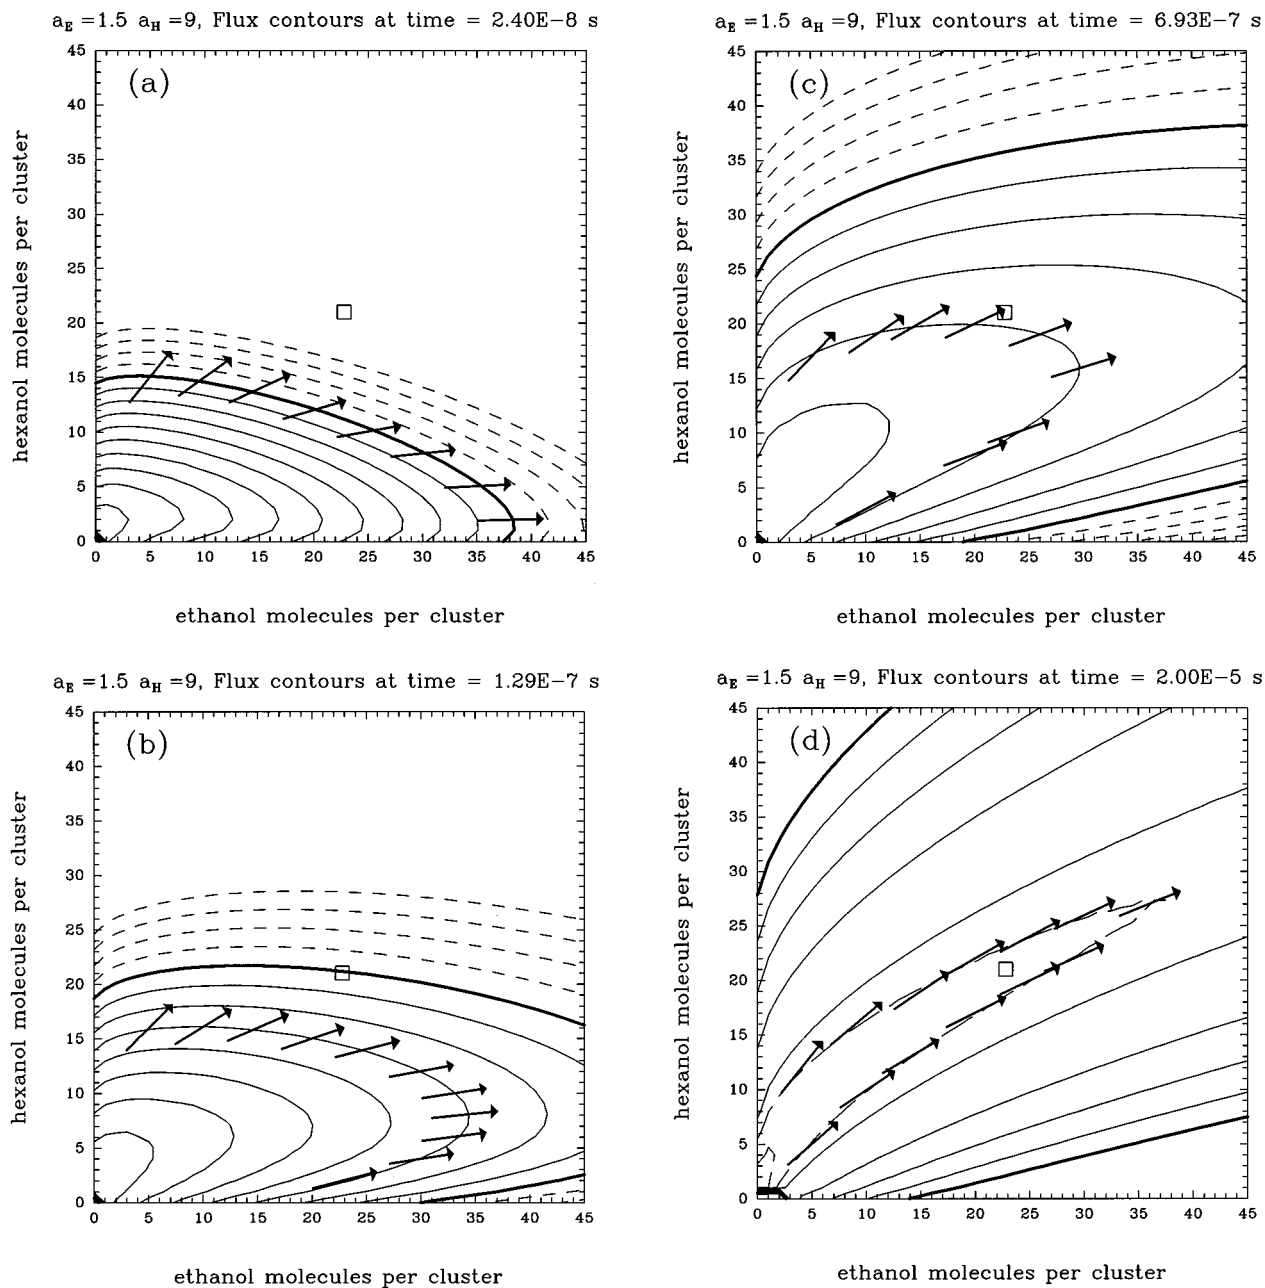 a_E =1.5 a_H =9, Flux contours at time = 2.40E−8 s
(a)
45
40
35
30
25
20
15
10
5
0
0 5 10 15 20 25 30 35 40 45
hexanol molecules per cluster
ethanol molecules per cluster
a_E =1.5 a_H =9, Flux contours at time = 6.93E−7 s
(c)
45
40
35
30
25
20
15
10
5
0
0 5 10 15 20 25 30 35 40 45
hexanol molecules per cluster
ethanol molecules per cluster
a_E =1.5 a_H =9, Flux contours at time = 1.29E−7 s
(b)
45
40
35
30
25
20
15
10
5
0
0 5 10 15 20 25 30 35 40 45
hexanol molecules per cluster
ethanol molecules per cluster
a_E =1.5 a_H =9, Flux contours at time = 2.00E−5 s
(d)
45
40
35
30
25
20
15
10
5
0
0 5 10 15 20 25 30 35 40 45
hexanol molecules per cluster
ethanol molecules per cluster